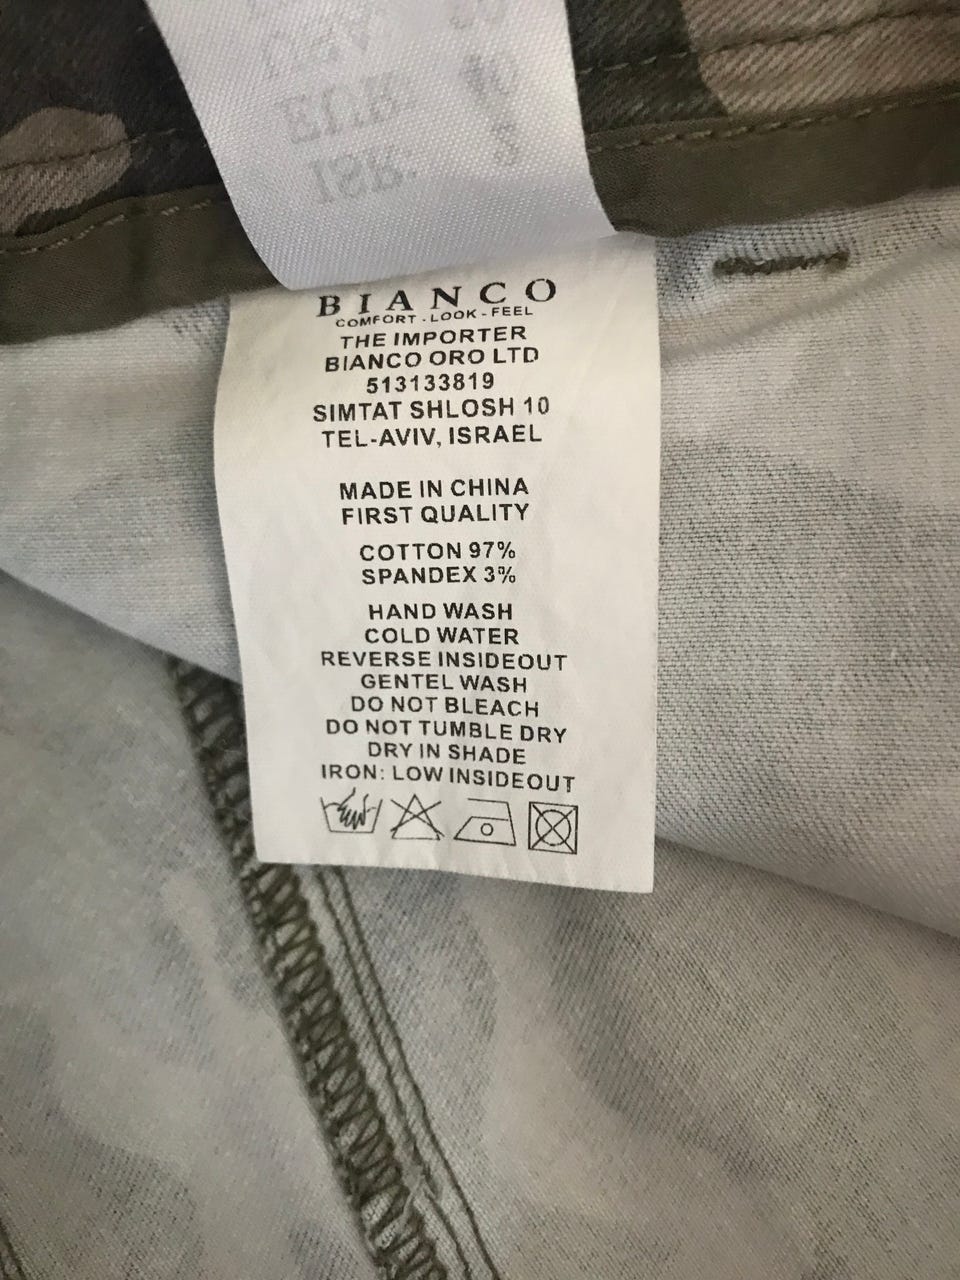 EUR:
ISR:
BIANCO
COMFORT - LOOK - FEEL
THE IMPORTER
BIANCO ORO LTD
513133819
SIMTAT SHLOSH 10
TEL-AVIV, ISRAEL
MADE IN CHINA
FIRST QUALITY
COTTON 97%
SPANDEX 3%
HAND WASH
COLD WATER
REVERSE INSIDEOUT
GENTEL WASH
DO NOT BLEACH
DO NOT TUMBLE DRY
DRY IN SHADE
IRON: LOW INSIDEOUT